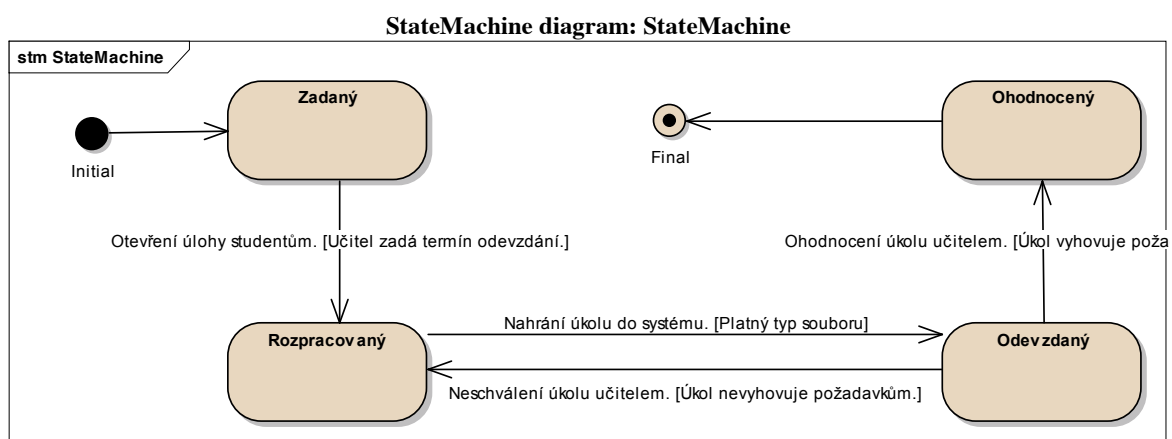 StateMachine diagram: StateMachine
stm StateMachine
Zadaný
Ohodnocený
Initial
Final
Otevření úlohy studentům. [Učitel zadá termín odevzdání.]
Ohodnocení úkolu učitelem. [Úkol vyhovuje poža
Nahrání úkolu do systému. [Platný typ souboru]
Rozpracovaný
Odevzdaný
Neschválení úkolu učitelem. [Úkol nevyhovuje požadavkům.]